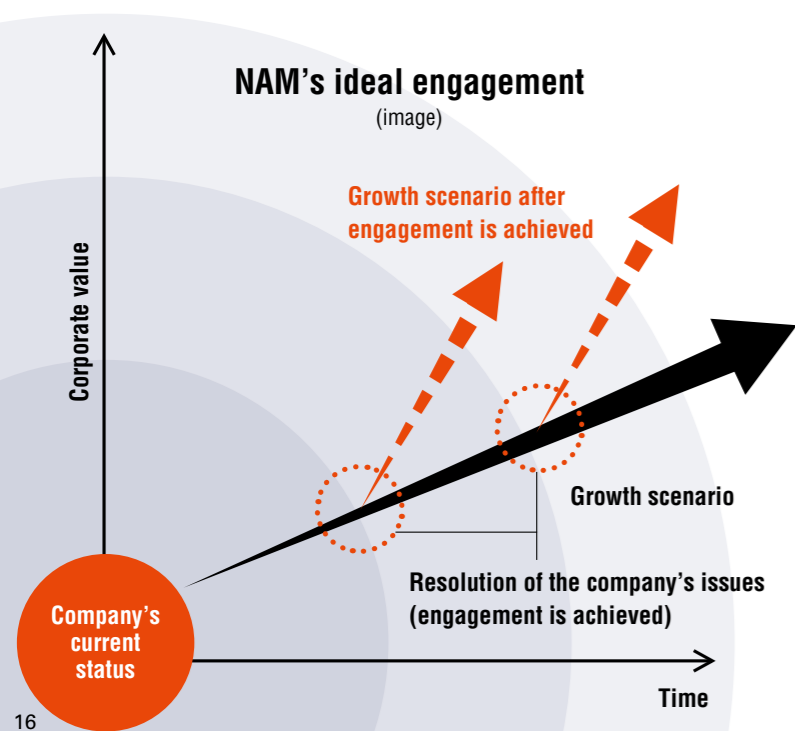 NAM’s ideal engagement
(image)
Growth scenario after
engagement is achieved
Corporate value
Growth scenario
Resolution of the company’s issues
(engagement is achieved)
Company’s
current
status
Time
16